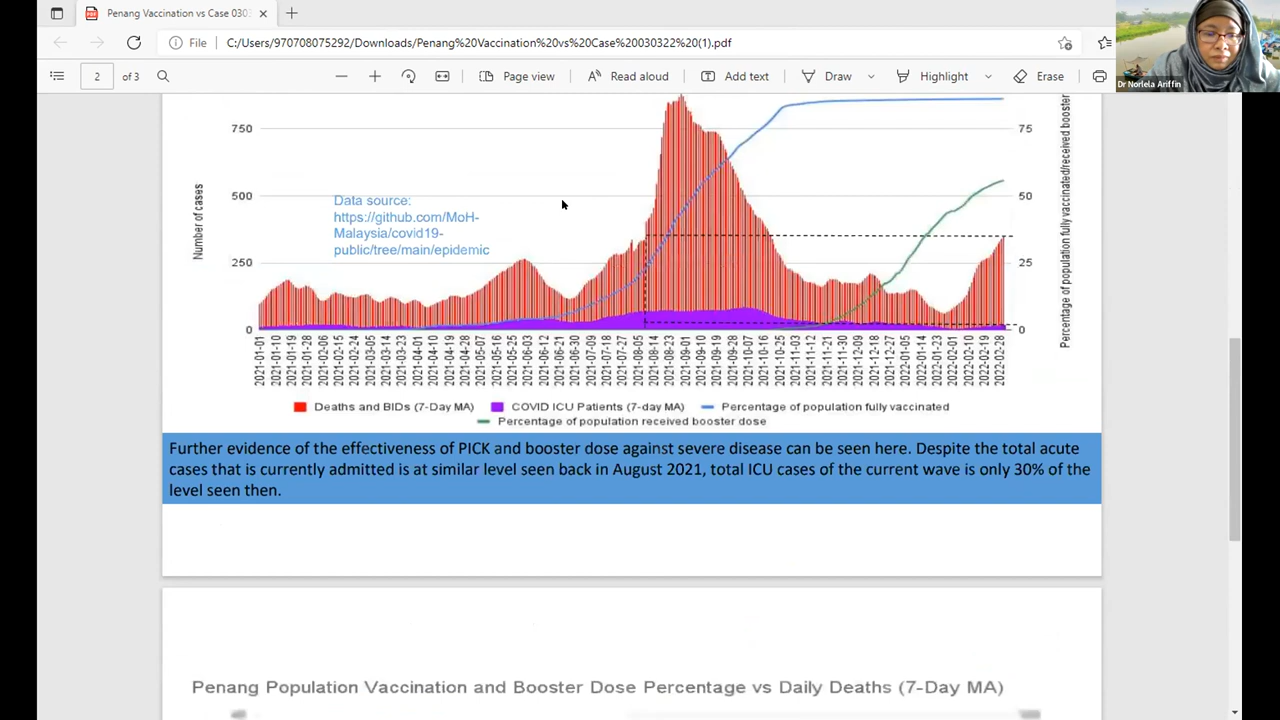 Penang Vaccination vs Case 030:
File
C:/Users/970708075292/Downloads/Penang%20Vaccination%20vs%20Case%20030322%20(1).pdf
2
of 3
Page view
Read aloud
Add text
Draw
Highlight
Erase
Dr Norlela Ariffin
750
500
250
0
75
50
25
0
Number of cases
Percentage of population fully vaccinated/received booster
Data source:
https://github.com/MoH-
Malaysia/covid19-
public/tree/main/epidemic
2021-01-01
2021-01-10
2021-01-19
2021-01-28
2021-02-06
2021-02-15
2021-02-24
2021-03-05
2021-03-14
2021-03-23
2021-04-01
2021-04-10
2021-04-19
2021-04-28
2021-05-07
2021-05-16
2021-05-25
2021-06-03
2021-06-12
2021-06-21
2021-06-30
2021-07-09
2021-07-18
2021-07-27
2021-08-05
2021-08-14
2021-08-23
2021-09-01
2021-09-10
2021-09-19
2021-09-28
2021-10-07
2021-10-16
2021-10-25
2021-11-03
2021-11-12
2021-11-21
2021-11-30
2021-12-09
2021-12-18
2021-12-27
2022-01-05
2022-01-14
2022-01-23
2022-02-01
2022-02-10
2022-02-19
2022-02-28
Deaths and BIDs (7-Day MA)
COVID ICU Patients (7-day MA)
Percentage of population fully vaccinated
Percentage of population received booster dose
Further evidence of the effectiveness of PICK and booster dose against severe disease can be seen here. Despite the total acute
cases that is currently admitted is at similar level seen back in August 2021, total ICU cases of the current wave is only 30% of the
level seen then.
Penang Population Vaccination and Booster Dose Percentage vs Daily Deaths (7-Day MA)